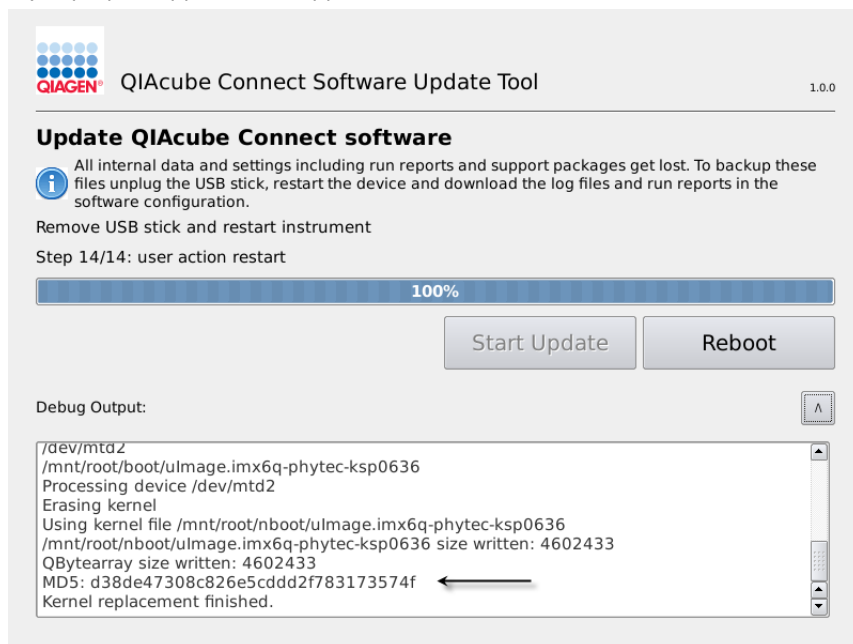 QIAGEN®
QIAcube Connect Software Update Tool
1.0.0
Update QIAcube Connect software
All internal data and settings including run reports and support packages get lost. To backup these
files unplug the USB stick, restart the device and download the log files and run reports in the
software configuration.
Remove USB stick and restart instrument
Step 14/14: user action restart
100%
Start Update
Reboot
Debug Output:
/dev/mtd2
/mnt/root/boot/uImage.imx6q-phytec-ksp0636
Processing device /dev/mtd2
Erasing kernel
Using kernel file /mnt/root/nboot/uImage.imx6q-phytec-ksp0636
/mnt/root/nboot/uImage.imx6q-phytec-ksp0636 size written: 4602433
QBytearray size written: 4602433
MD5: d38de47308c826e5cddd2f783173574f
Kernel replacement finished.